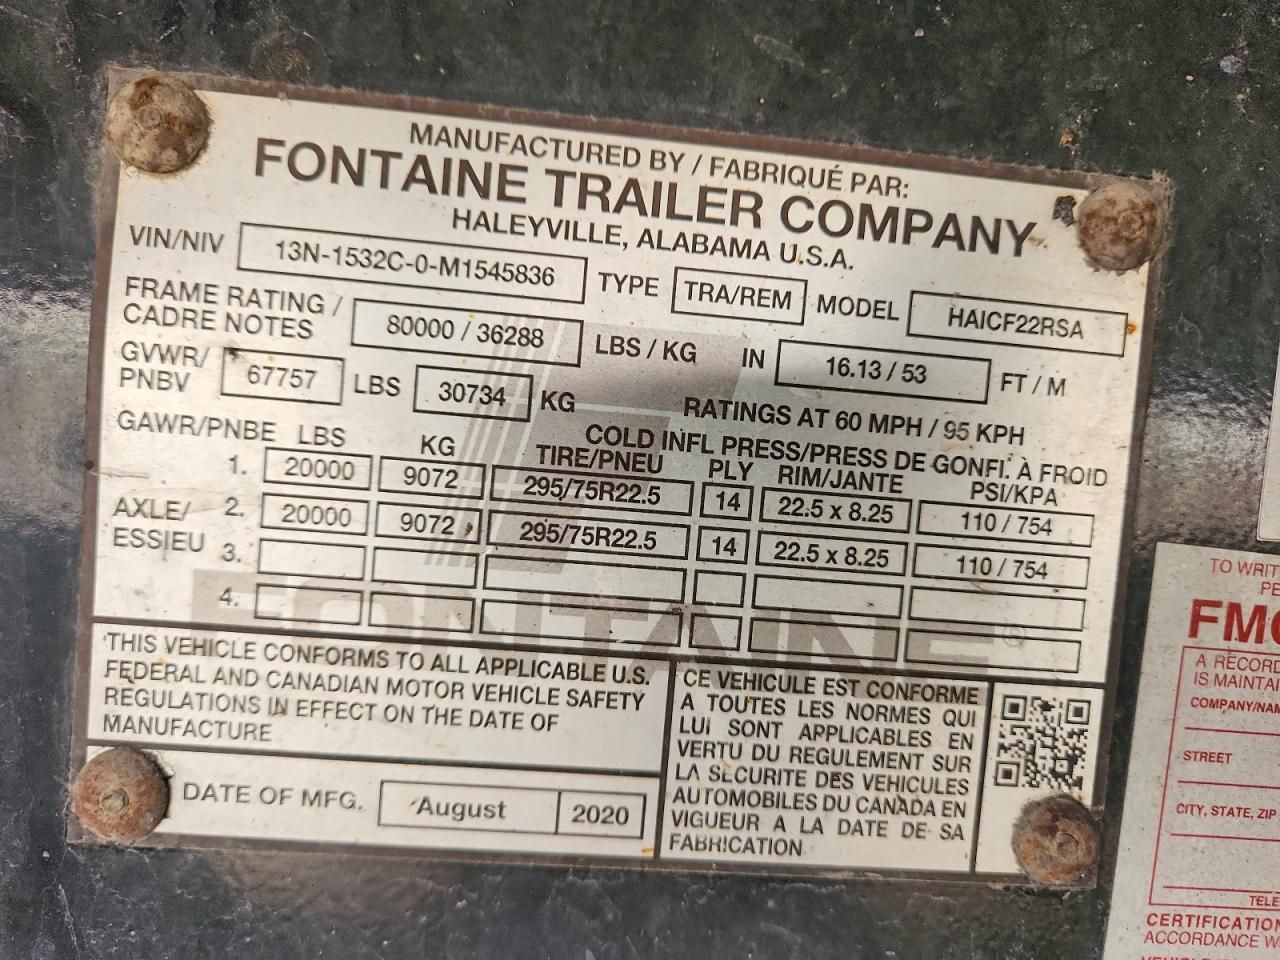 MANUFACTURED BY / FABRIQUÉ PAR:
FONTAINE TRAILER COMPANY
HALEYVILLE, ALABAMA U.S.A.
VIN/NIV 13N-1532C-0-M1545836 TYPE TRA/REM MODEL HAICF22RSA
FRAME RATING /
CADRE NOTES 80000 / 36288 LBS / KG IN 16.13 / 53 FT / M
GVWR/
PNBV 67757 LBS 30734 KG RATINGS AT 60 MPH / 95 KPH
COLD INFL PRESS/PRESS DE GONFI. À FROID
GAWR/PNBE LBS KG TIRE/PNEU PLY RIM/JANTE PSI/KPA
1. 20000 9072 295/75R22.5 14 22.5 x 8.25 110 / 754
AXLE/
ESSIEU
2. 20000 9072 295/75R22.5 14 22.5 x 8.25 110 / 754
3.
4.
FONTAINE®
THIS VEHICLE CONFORMS TO ALL APPLICABLE U.S.
FEDERAL AND CANADIAN MOTOR VEHICLE SAFETY
REGULATIONS IN EFFECT ON THE DATE OF
MANUFACTURE
DATE OF MFG. August 2020
CE VEHICULE EST CONFORME
A TOUTES LES NORMES QUI
LUI SONT APPLICABLES EN
VERTU DU REGULEMENT SUR
LA SECURITE DES VEHICULES
AUTOMOBILES DU CANADA EN
VIGUEUR A LA DATE DE SA
FABRICATION
TO WRIT
PE
FMC
A RECORD
IS MAINTAI
COMPANY/NAM
STREET
CITY, STATE, ZIP
TELE
CERTIFICATION
ACCORDANCE W